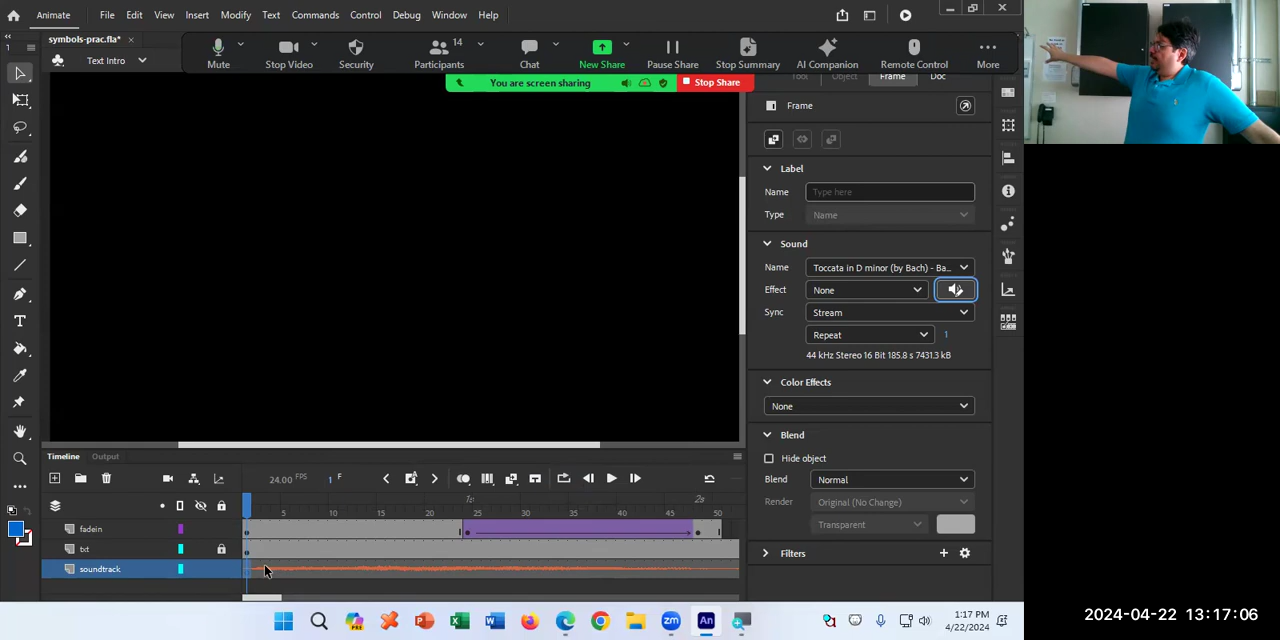 Animate File Edit View Insert Modify Text Commands Control Debug Window Help
symbols-prac.fla* ×
Text Intro
Mute Stop Video Security Participants 14 Chat New Share Pause Share Stop Summary AI Companion Remote Control More
You are screen sharing Stop Share
Tool Object Frame Doc
Frame
Label
Name Type here
Type Name
Sound
Name Toccata in D minor (by Bach) - Ba...
Effect None
Sync Stream
Repeat 1
44 kHz Stereo 16 Bit 185.8 s 7431.3 kB
Color Effects
None
Blend
Hide object
Blend Normal
Render Original (No Change)
Transparent
Filters
Timeline Output
24.00 FPS 1 F
1s 2s
5 10 15 20 25 30 35 40 45 50
fadein
txt
soundtrack
1:17 PM
4/22/2024
2024-04-22 13:17:06